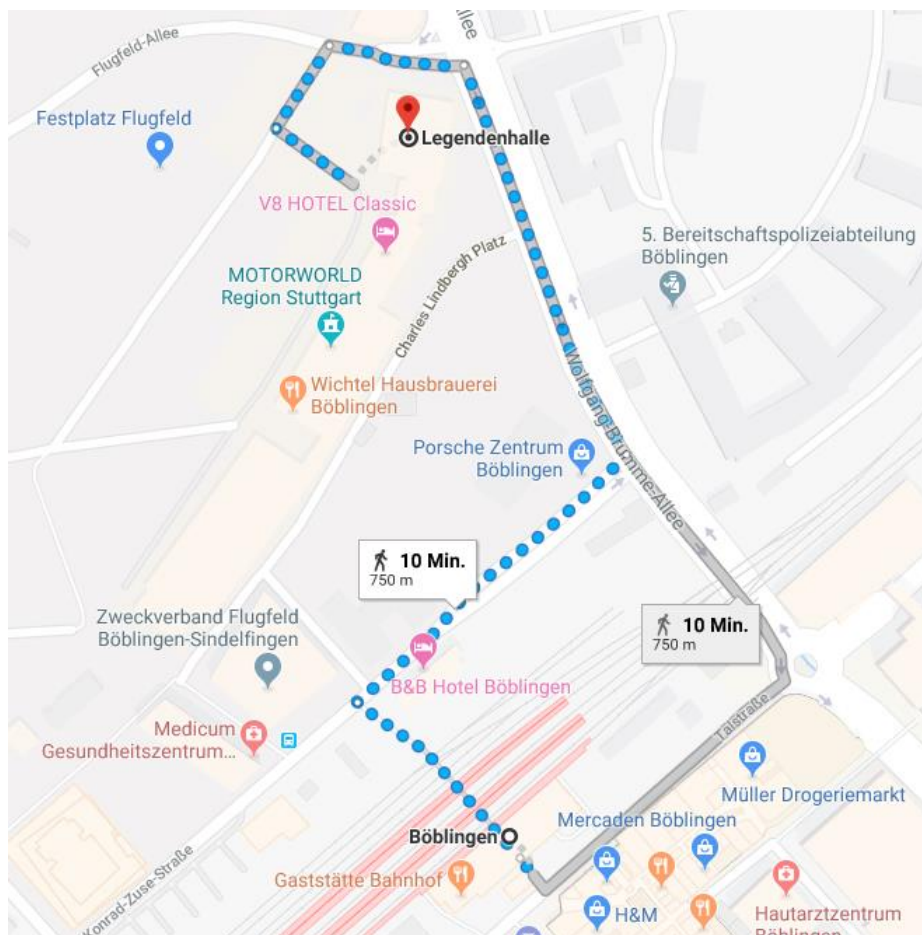 Allee
Flugfeld-Allee
Festplatz Flugfeld
Legendenhalle
V8 HOTEL Classic
5. Bereitschaftspolizeiabteilung
Böblingen
MOTORWORLD
Region Stuttgart
Charles Lindbergh Platz
Wichtel Hausbrauerei
Böblingen
Wolfgang-Brumme-Allee
Porsche Zentrum
Böblingen
10 Min.
750 m
Zweckverband Flugfeld
Böblingen-Sindelfingen
10 Min.
750 m
B&B Hotel Böblingen
Medicum
Gesundheitszentrum...
Talstraße
Müller Drogeriemarkt
Böblingen
Mercaden Böblingen
Konrad-Zuse-Straße
Gaststätte Bahnhof
H&M
Hautarztzentrum
Böblingen